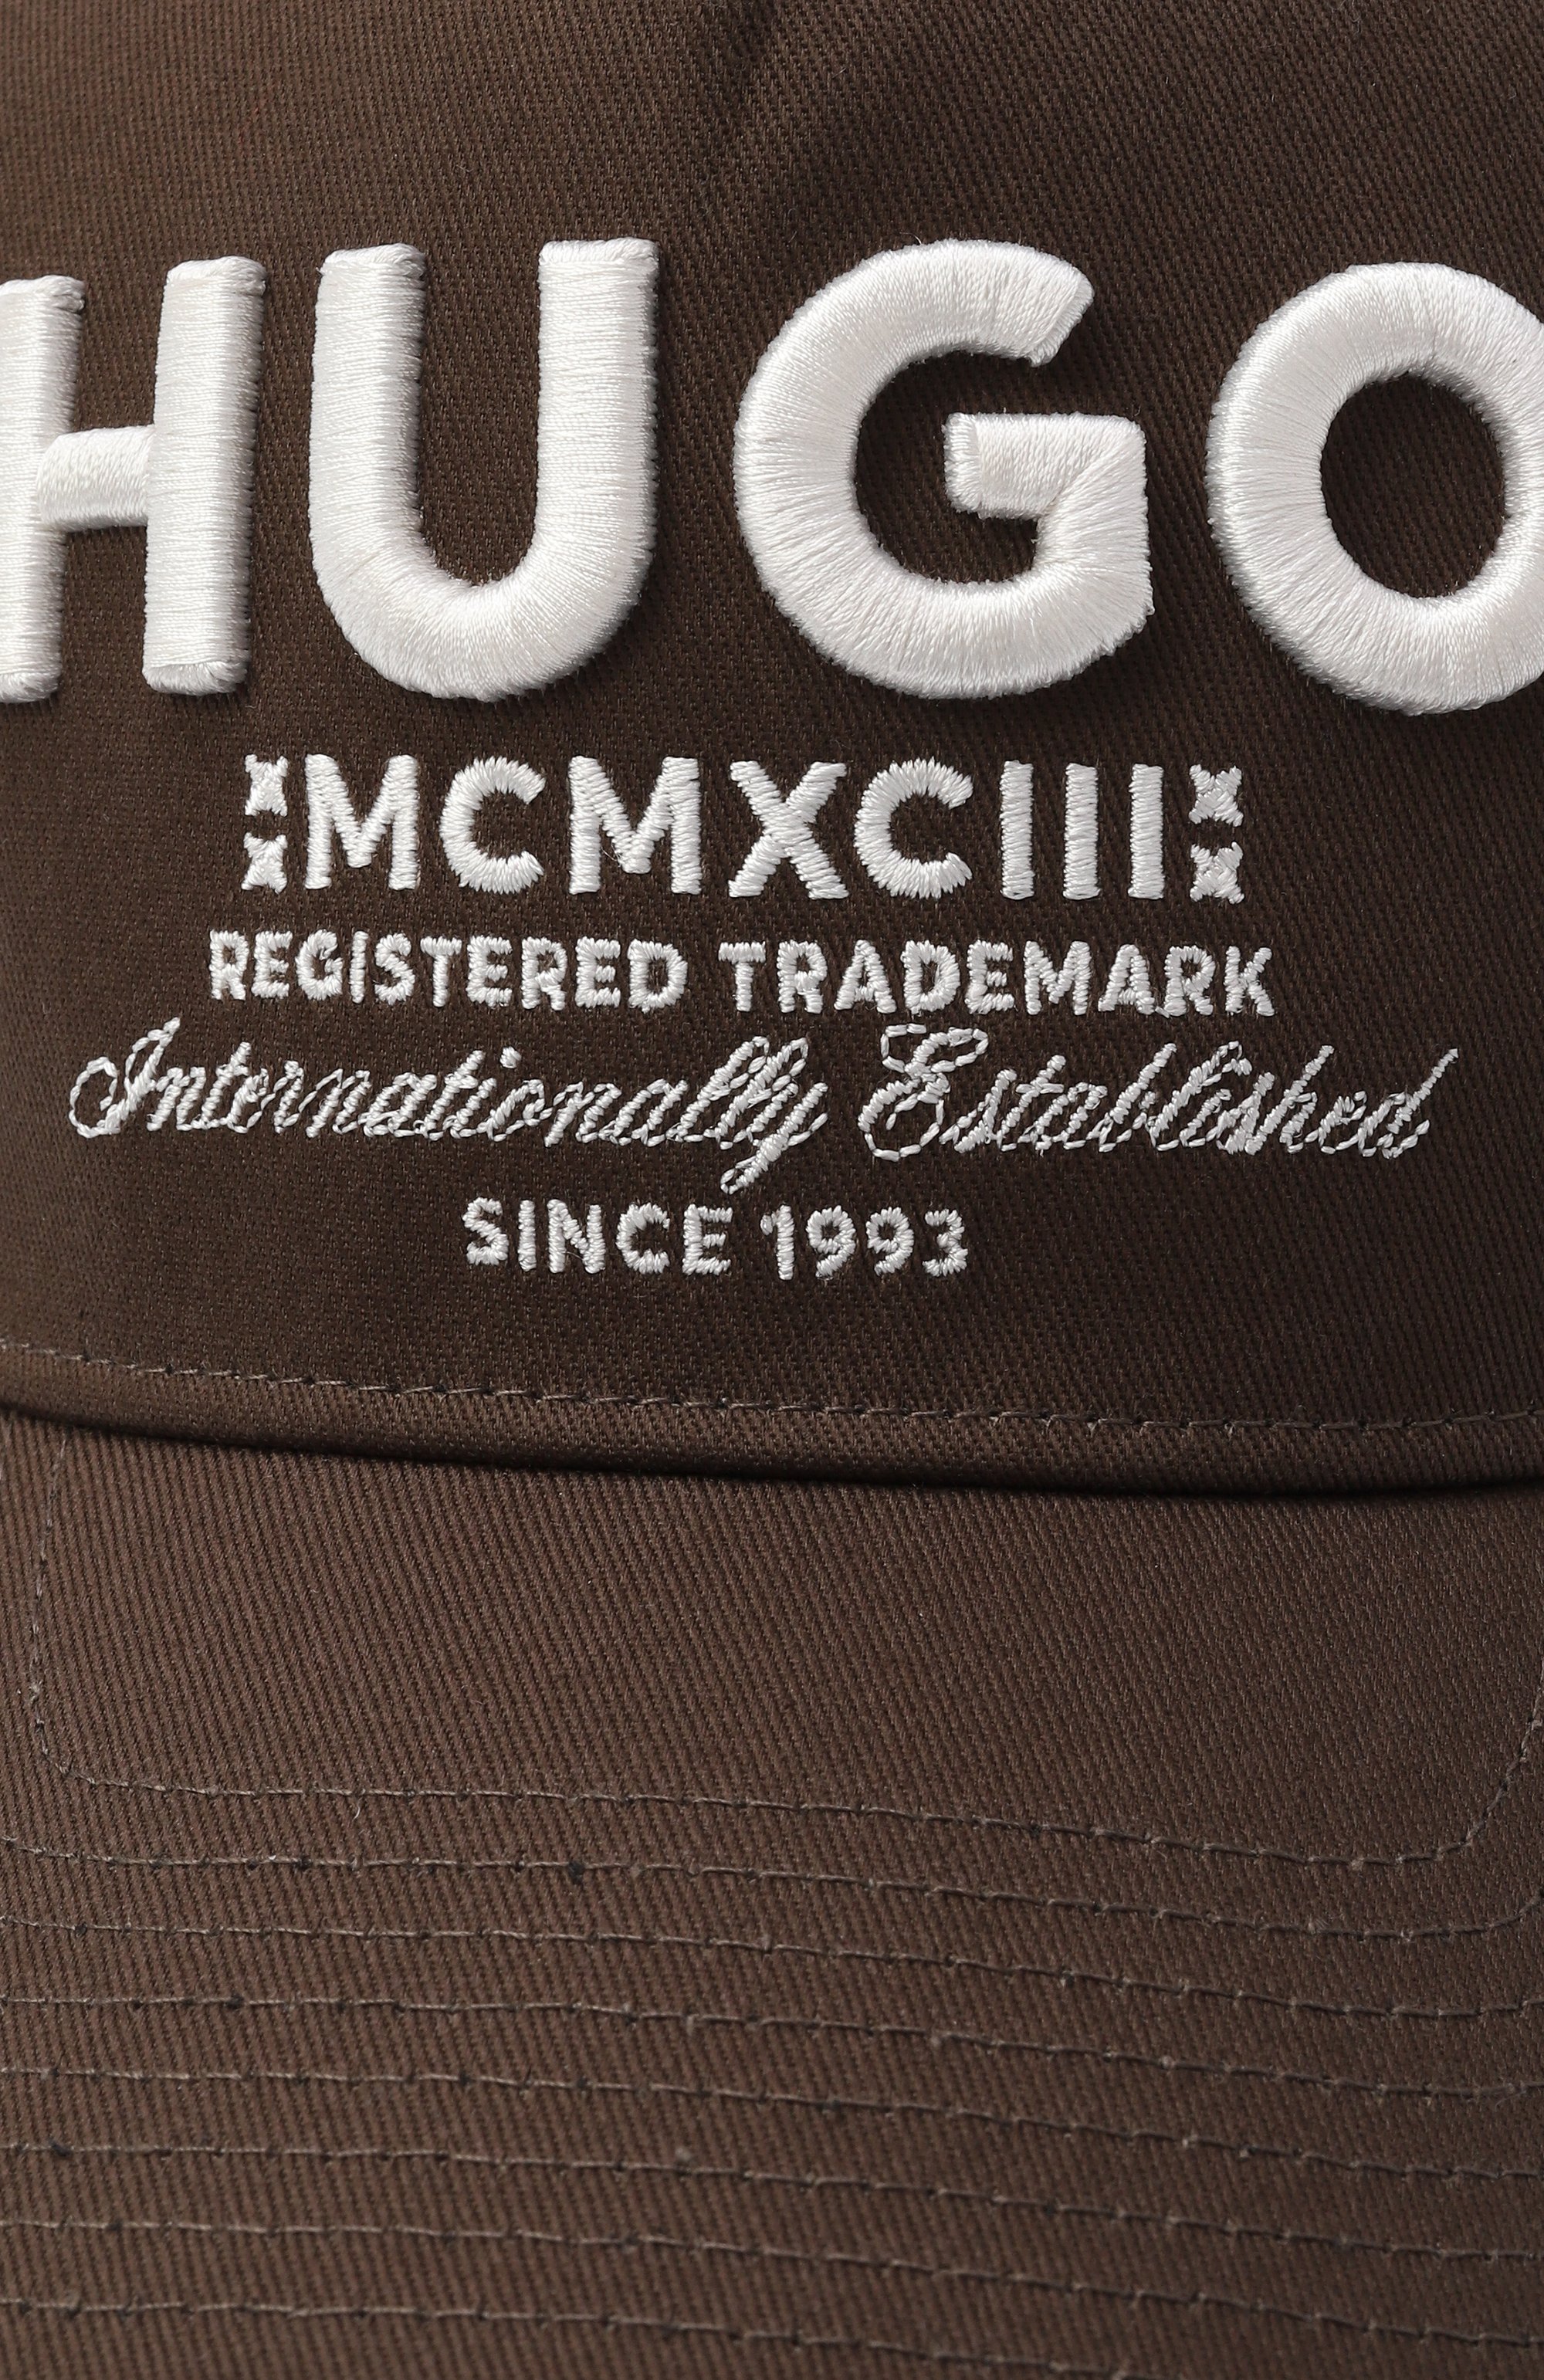 HUGO
MCMXCIII
REGISTERED TRADEMARK
Internationally Established
SINCE 1993